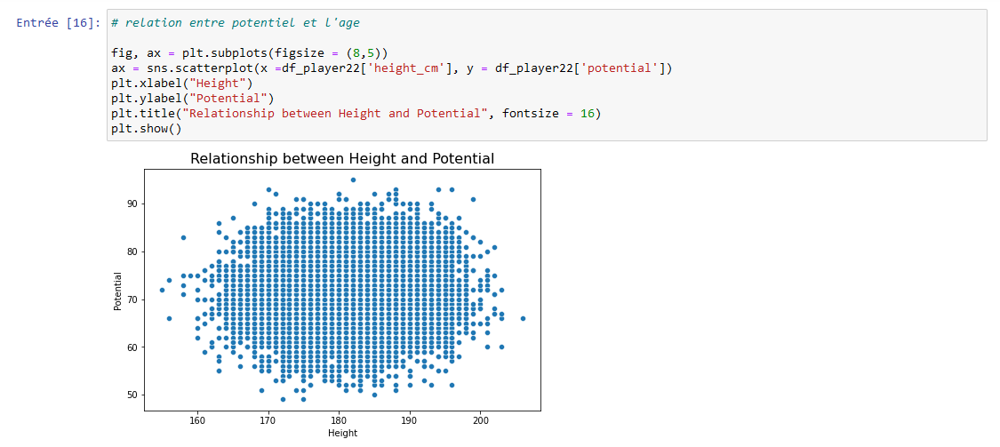 Entrée [16]: # relation entre potentiel et l'age
fig, ax = plt.subplots(figsize = (8,5))
ax = sns.scatterplot(x =df_player22['height_cm'], y = df_player22['potential'])
plt.xlabel("Height")
plt.ylabel("Potential")
plt.title("Relationship between Height and Potential", fontsize = 16)
plt.show()
Relationship between Height and Potential
90
80
70
60
50
Potential
160 170 180 190 200
Height